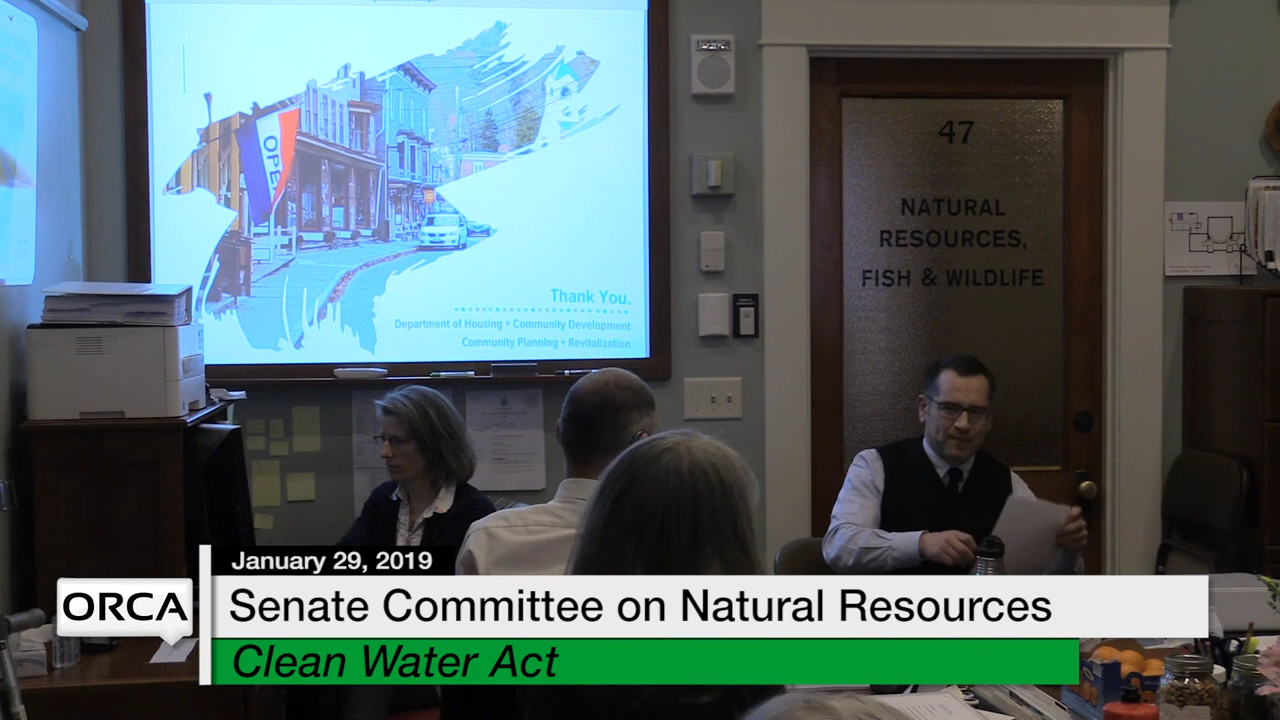 OPE
Thank You.
Department of Housing + Community Development
Community Planning + Revitalization
47
NATURAL
RESOURCES,
FISH & WILDLIFE
January 29, 2019
ORCA
Senate Committee on Natural Resources
Clean Water Act